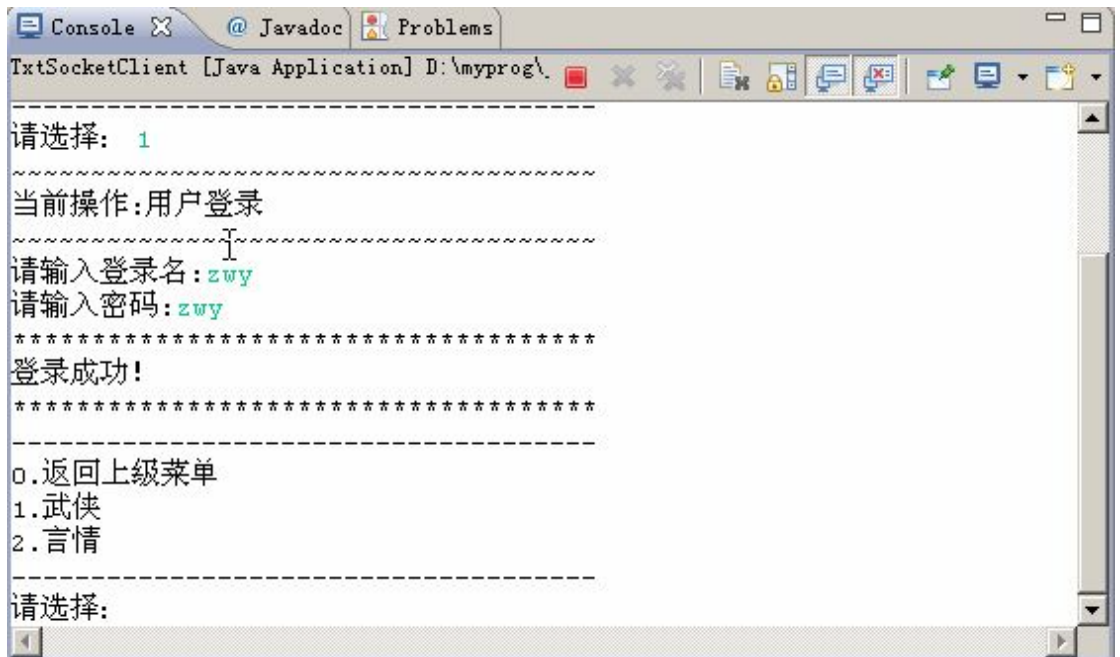 Console @ Javadoc Problems
TxtSocketClient [Java Application] D:\myprog\.
---------------------------------------
请选择: 1
~~~~~~~~~~~~~~~~~~~~~~~~~~~~~~~~~~~~~~~
当前操作:用户登录
~~~~~~~~~~~~~~~~~~~~~~~~~~~~~~~~~~~~~~~
请输入登录名:zwy
请输入密码:zwy
***************************************
登录成功!
***************************************
---------------------------------------
0.返回上级菜单
1.武侠
2.言情
---------------------------------------
请选择: